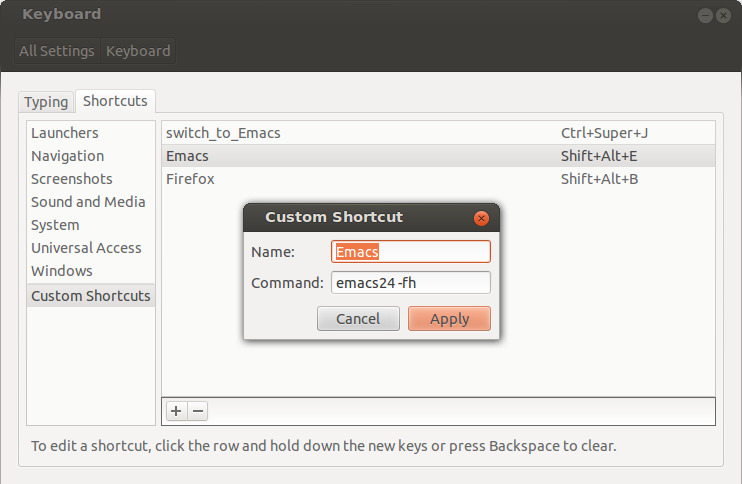 Keyboard
All Settings Keyboard
Typing Shortcuts
Launchers
Navigation
Screenshots
Sound and Media
System
Universal Access
Windows
Custom Shortcuts
switch_to_Emacs Ctrl+Super+J
Emacs Shift+Alt+E
Firefox Shift+Alt+B
Custom Shortcut
Name: Emacs
Command: emacs24 -fh
Cancel Apply
To edit a shortcut, click the row and hold down the new keys or press Backspace to clear.